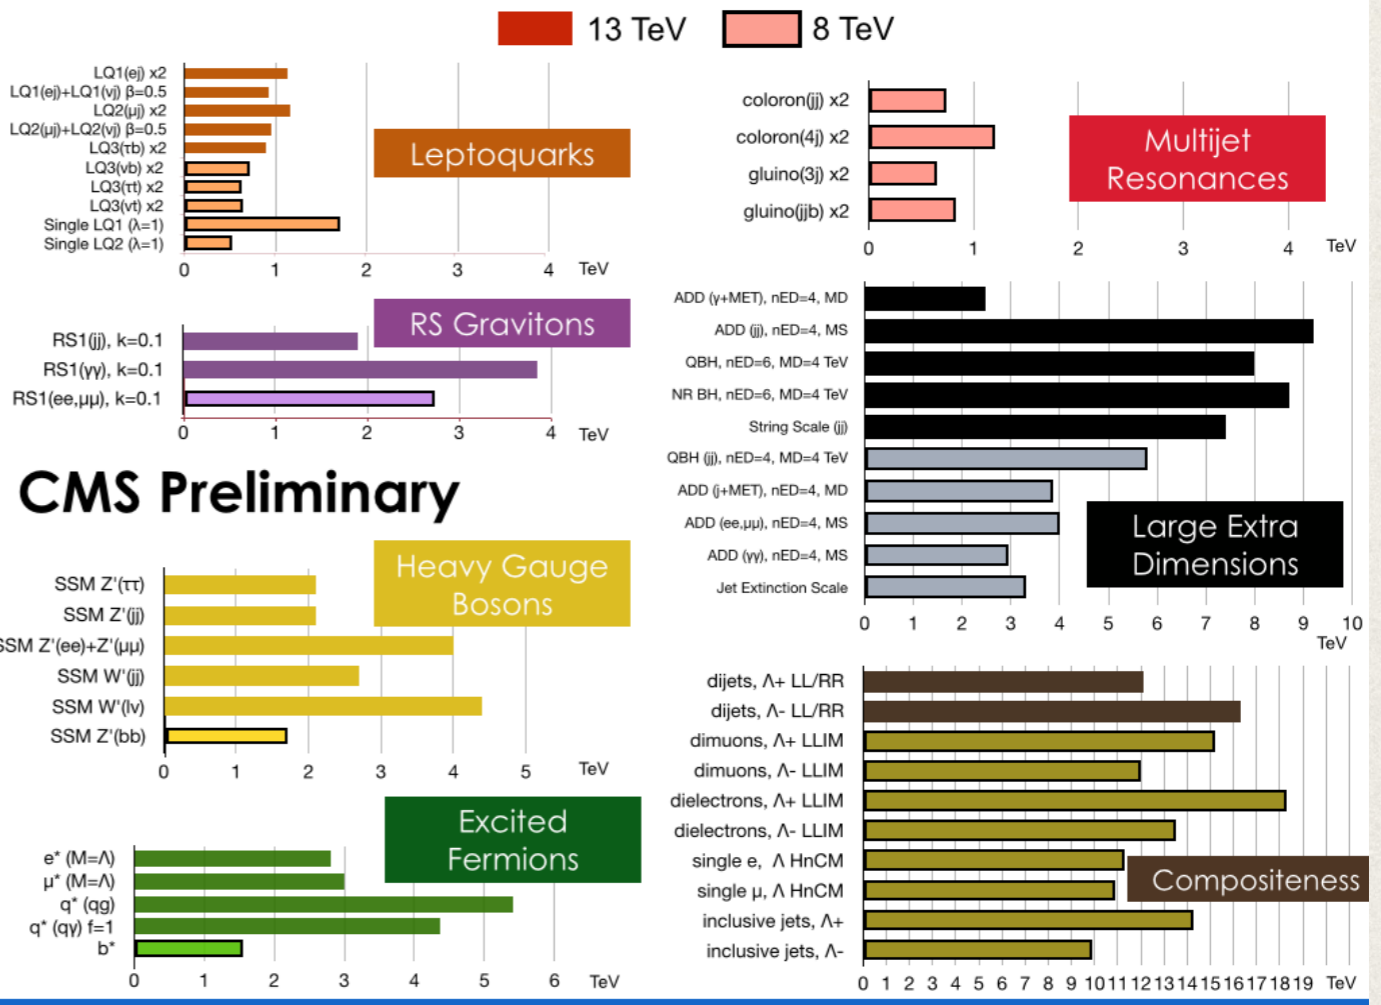 13 TeV
8 TeV
LQ1(ej) x2
LQ1(ej)+LQ1(νj) β=0.5
LQ2(μj) x2
LQ2(μj)+LQ2(νj) β=0.5
LQ3(τb) x2
LQ3(νb) x2
LQ3(τt) x2
LQ3(νt) x2
Single LQ1 (λ=1)
Single LQ2 (λ=1)
0 1 2 3 4 TeV
Leptoquarks
RS Gravitons
RS1(jj), k=0.1
RS1(γγ), k=0.1
RS1(ee,μμ), k=0.1
0 1 2 3 4 TeV
CMS Preliminary
Heavy Gauge
Bosons
SSM Z'(ττ)
SSM Z'(jj)
SSM Z'(ee)+Z'(μμ)
SSM W'(jj)
SSM W'(lv)
SSM Z'(bb)
0 1 2 3 4 5 TeV
Excited
Fermions
e* (M=Λ)
μ* (M=Λ)
q* (qg)
q* (qγ) f=1
b*
0 1 2 3 4 5 6 TeV
coloron(jj) x2
coloron(4j) x2
gluino(3j) x2
gluino(jjb) x2
0 1 2 3 4 TeV
Multijet
Resonances
ADD (γ+MET), nED=4, MD
ADD (jj), nED=4, MS
QBH, nED=6, MD=4 TeV
NR BH, nED=6, MD=4 TeV
String Scale (jj)
QBH (jj), nED=4, MD=4 TeV
ADD (j+MET), nED=4, MD
ADD (ee,μμ), nED=4, MS
ADD (γγ), nED=4, MS
Jet Extinction Scale
0 1 2 3 4 5 6 7 8 9 10
TeV
Large Extra
Dimensions
dijets, Λ+ LL/RR
dijets, Λ- LL/RR
dimuons, Λ+ LLIM
dimuons, Λ- LLIM
dielectrons, Λ+ LLIM
dielectrons, Λ- LLIM
single e, Λ HnCM
single μ, Λ HnCM
inclusive jets, Λ+
inclusive jets, Λ-
0 1 2 3 4 5 6 7 8 9 10 11 12 13 14 15 16 17 18 19 TeV
Compositeness